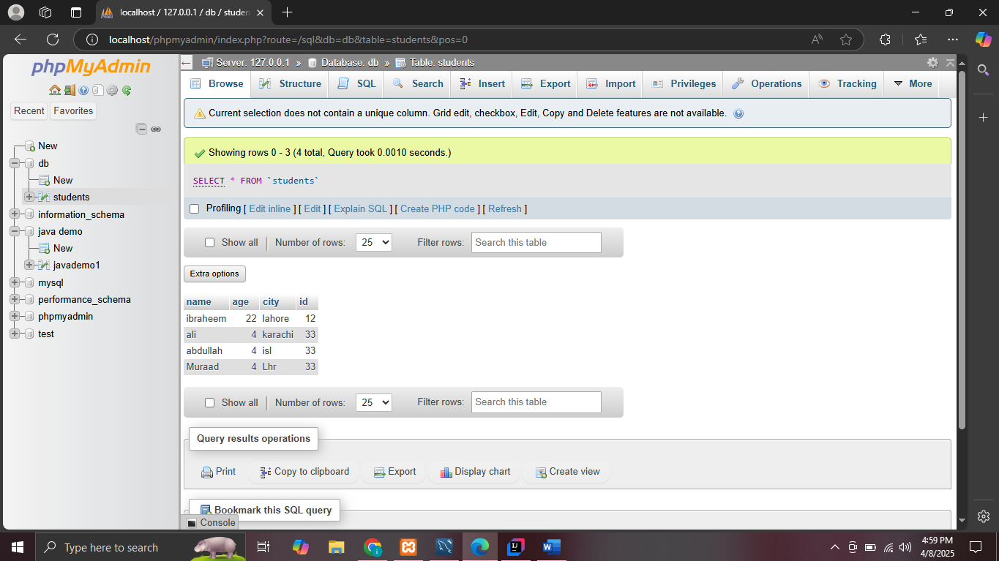 localhost / 127.0.0.1 / db / studen
localhost/phpmyadmin/index.php?route=/sql&db=db&table=students&pos=0
phpMyAdmin
Recent Favorites
New
db
New
students
information_schema
java demo
New
javademo1
mysql
performance_schema
phpmyadmin
test
Server: 127.0.0.1 » Database: db » Table: students
Browse Structure SQL Search Insert Export Import Privileges Operations Tracking More
Current selection does not contain a unique column. Grid edit, checkbox, Edit, Copy and Delete features are not available.
Showing rows 0 - 3 (4 total, Query took 0.0010 seconds.)
SELECT * FROM `students`
Profiling [ Edit inline ] [ Edit ] [ Explain SQL ] [ Create PHP code ] [ Refresh ]
Show all Number of rows: 25 Filter rows: Search this table
Extra options
name age city id
ibraheem 22 lahore 12
ali 4 karachi 33
abdullah 4 isl 33
Muraad 4 Lhr 33
Show all Number of rows: 25 Filter rows: Search this table
Query results operations
Print Copy to clipboard Export Display chart Create view
Bookmark this SQL query
Console
Type here to search
4:59 PM
4/8/2025